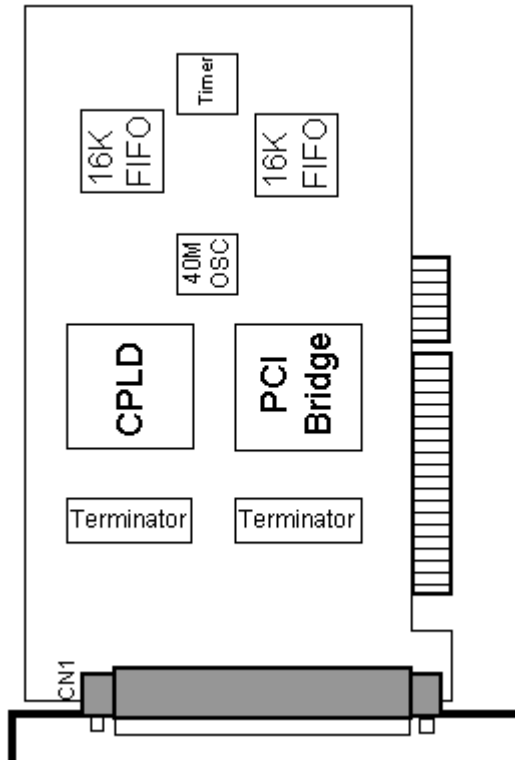 Timer
16K
FIFO
16K
FIFO
40M
OSC
CPLD
PCI
Bridge
Terminator
Terminator
CN1